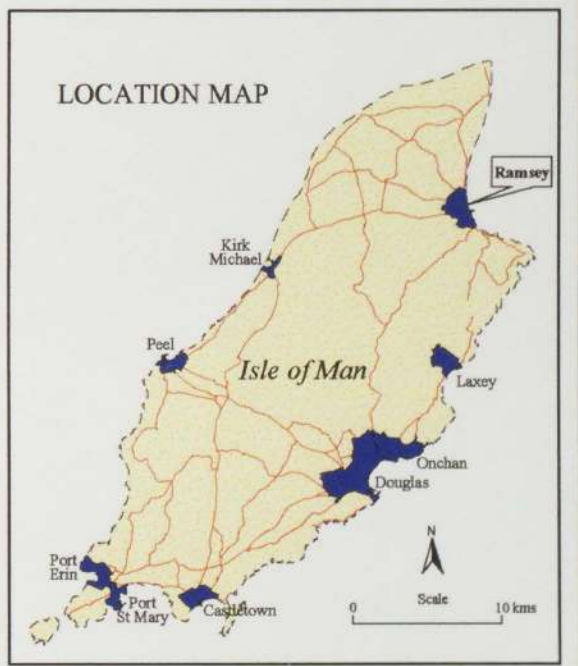 LOCATION MAP
Ramsey
Kirk
Michael
Peel
Isle of Man
Laxey
Onchan
Douglas
N
Port
Erin
Port
St Mary
Castletown
Scale
0
10 kms